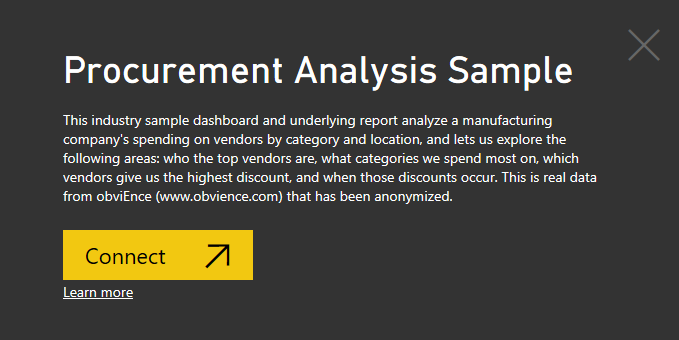 Procurement Analysis Sample
This industry sample dashboard and underlying report analyze a manufacturing
company's spending on vendors by category and location, and lets us explore the
following areas: who the top vendors are, what categories we spend most on, which
vendors give us the highest discount, and when those discounts occur. This is real data
from obviEnce (www.obvience.com) that has been anonymized.
Connect
Learn more